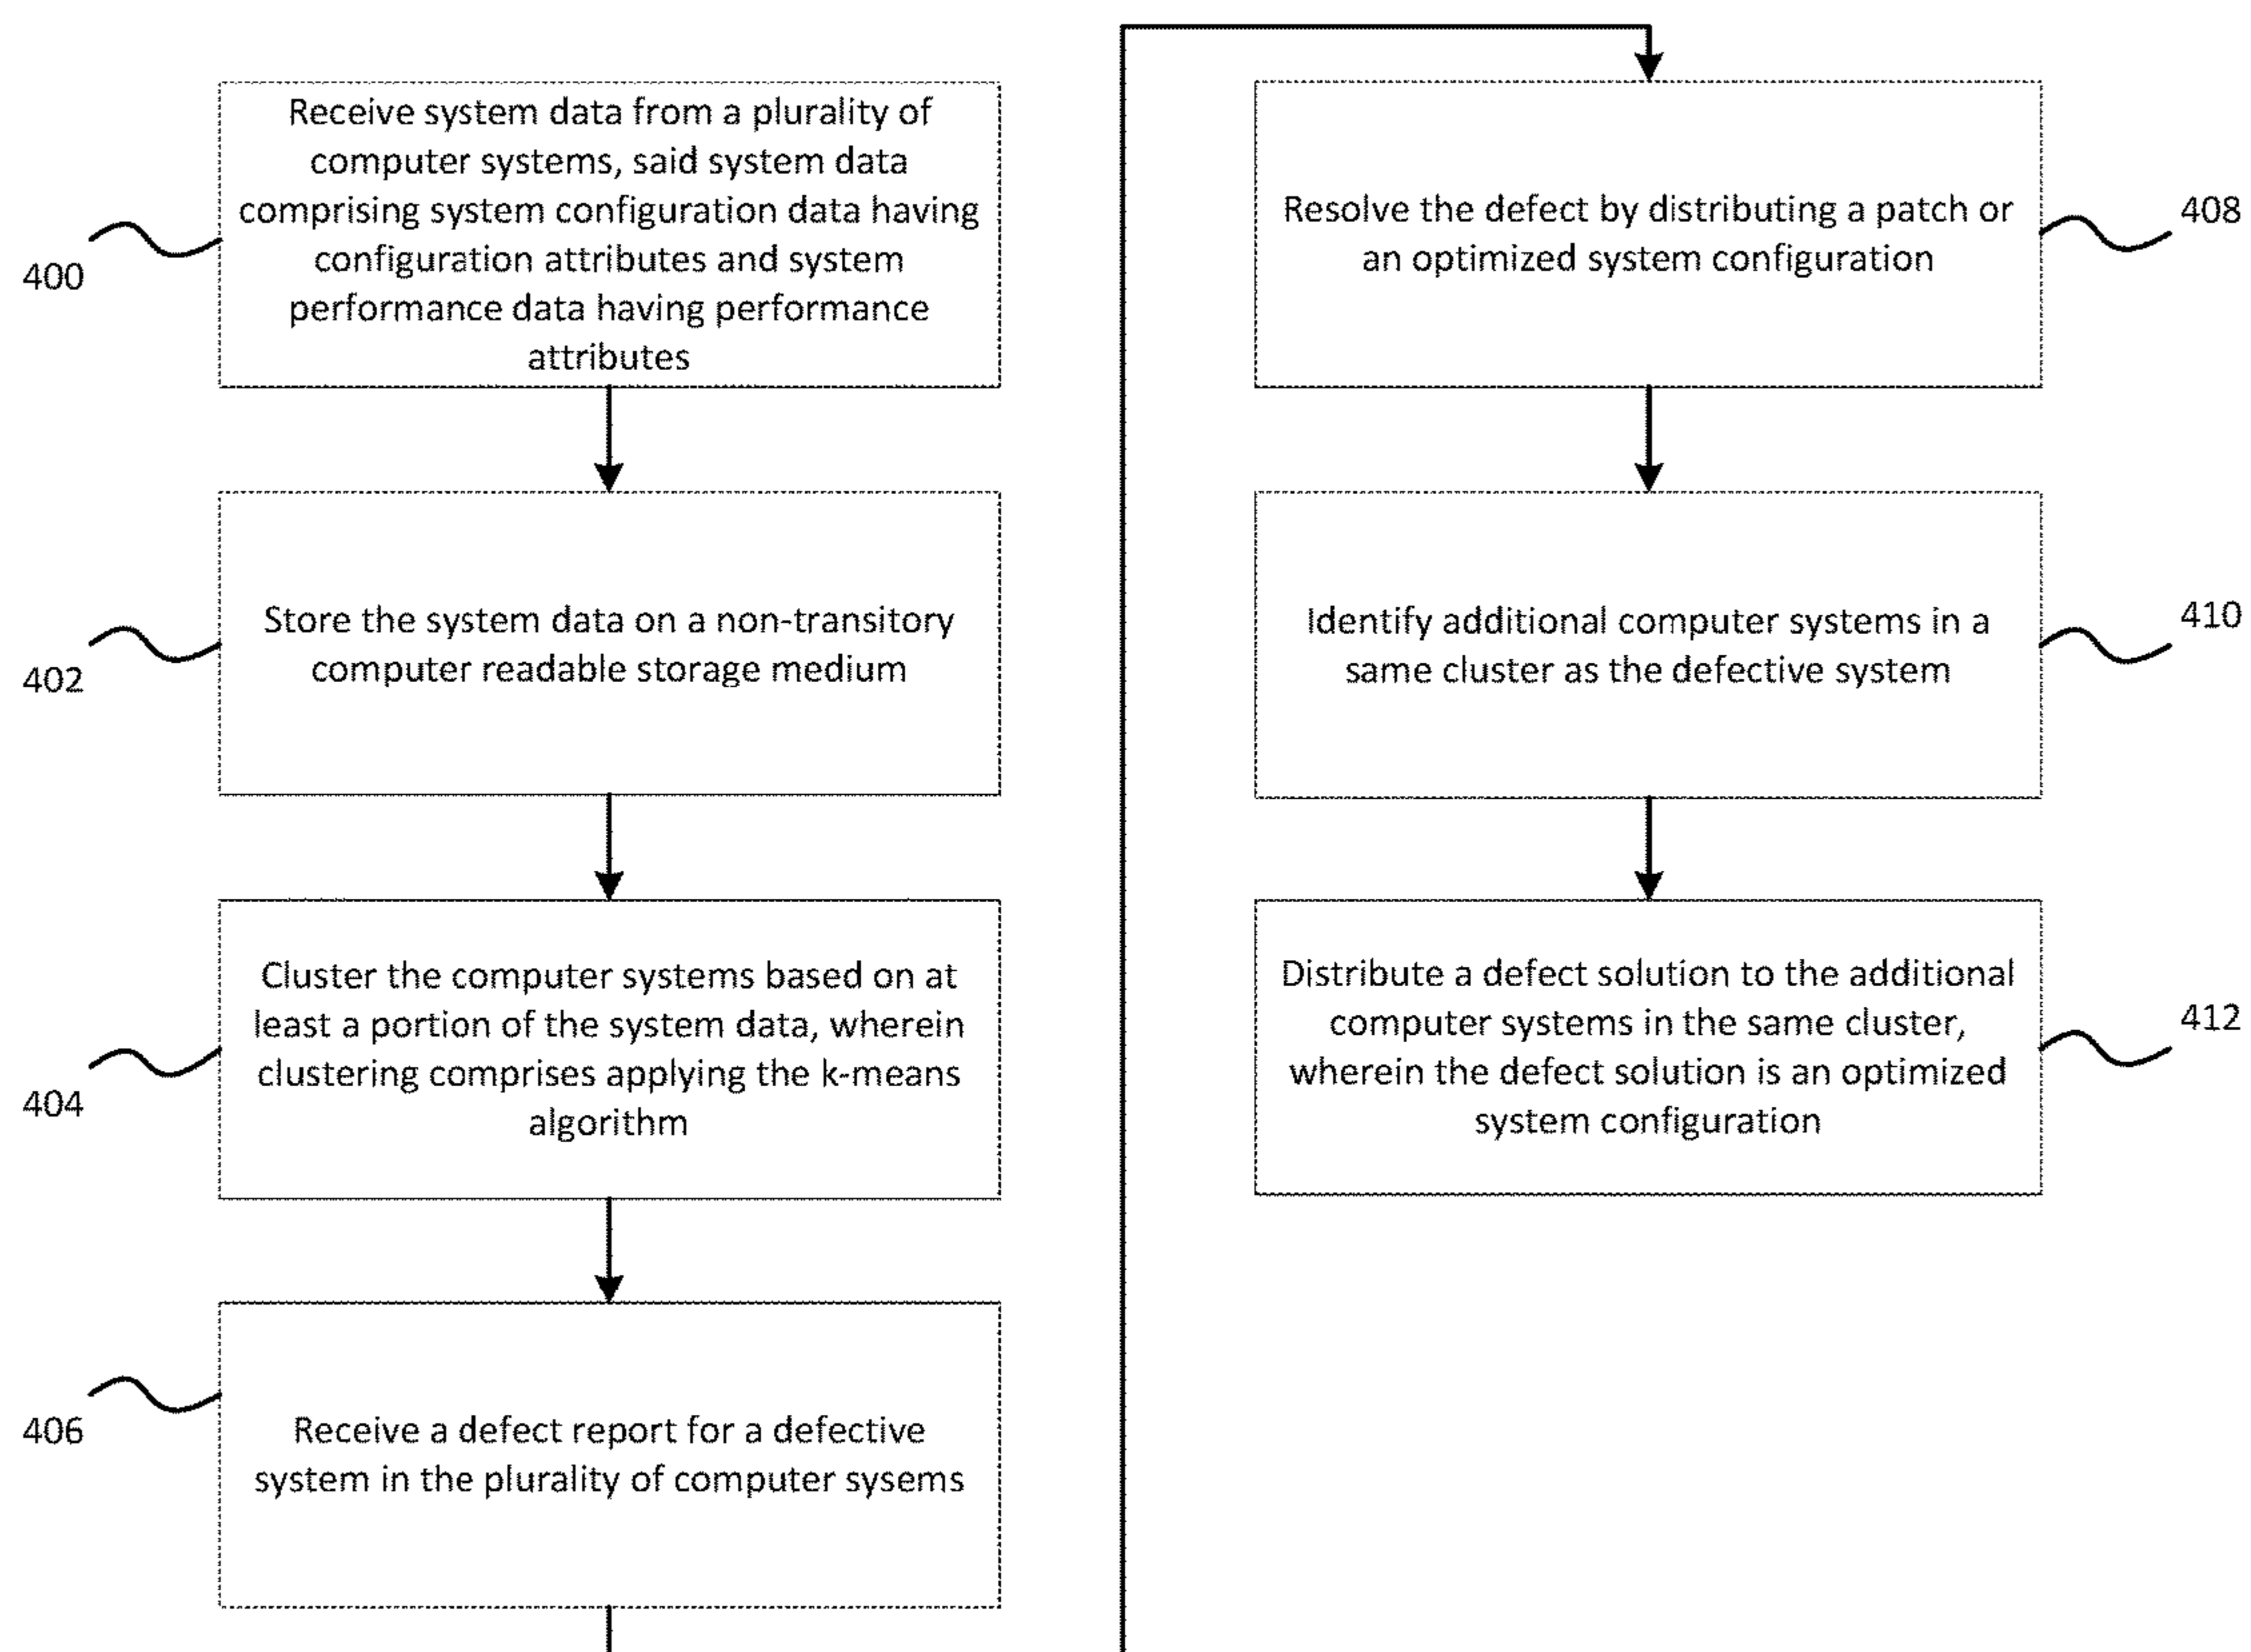 Receive system data from a plurality of
computer systems, said system data
comprising system configuration data having
configuration attributes and system
performance data having performance
attributes
400
Store the system data on a non-transitory
computer readable storage medium
402
Cluster the computer systems based on at
least a portion of the system data, wherein
clustering comprises applying the k-means
algorithm
404
Receive a defect report for a defective
system in the plurality of computer sysems
406
Resolve the defect by distributing a patch or
an optimized system configuration
408
Identify additional computer systems in a
same cluster as the defective system
410
Distribute a defect solution to the additional
computer systems in the same cluster,
wherein the defect solution is an optimized
system configuration
412